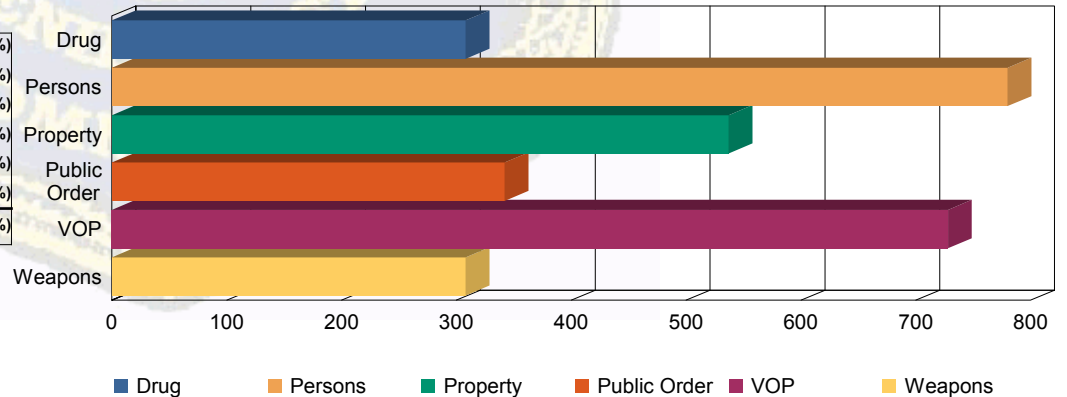 %)
%)
%)
%)
%)
%)
%)
Drug
Persons
Property
Public
Order
VOP
Weapons
0 100 200 300 400 500 600 700 800
Drug Persons Property Public Order VOP Weapons